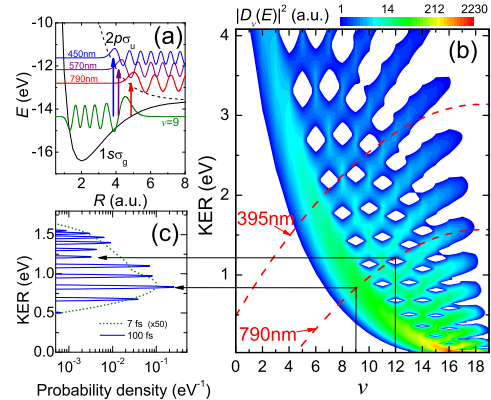 |Dᵥ(E)|² (a.u.)
1 14 212 2230
(a)
2pσu
450nm
570nm
790nm
E (eV)
-10
-12
-14
-16
ν=9
1sσg
0 2 4 6 8
R (a.u.)
(b)
KER (eV)
4
3
2
1
395nm
790nm
0 2 4 6 8 10 12 14 16 18
ν
(c)
KER (eV)
1.5
1.0
0.5
0.0
7 fs (x50)
100 fs
10⁻³ 10⁻² 10⁻¹ 10⁰
Probability density (eV⁻¹)